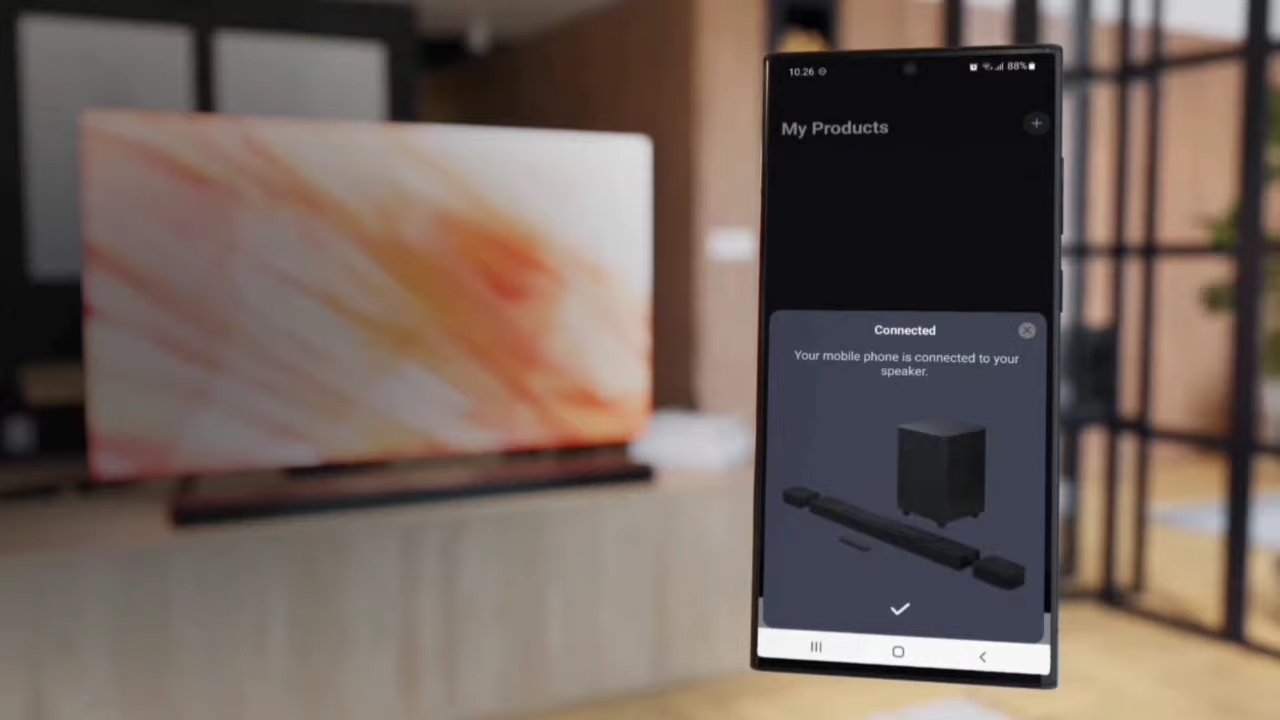 10.26
88%
My Products
Connected
Your mobile phone is connected to your
speaker.